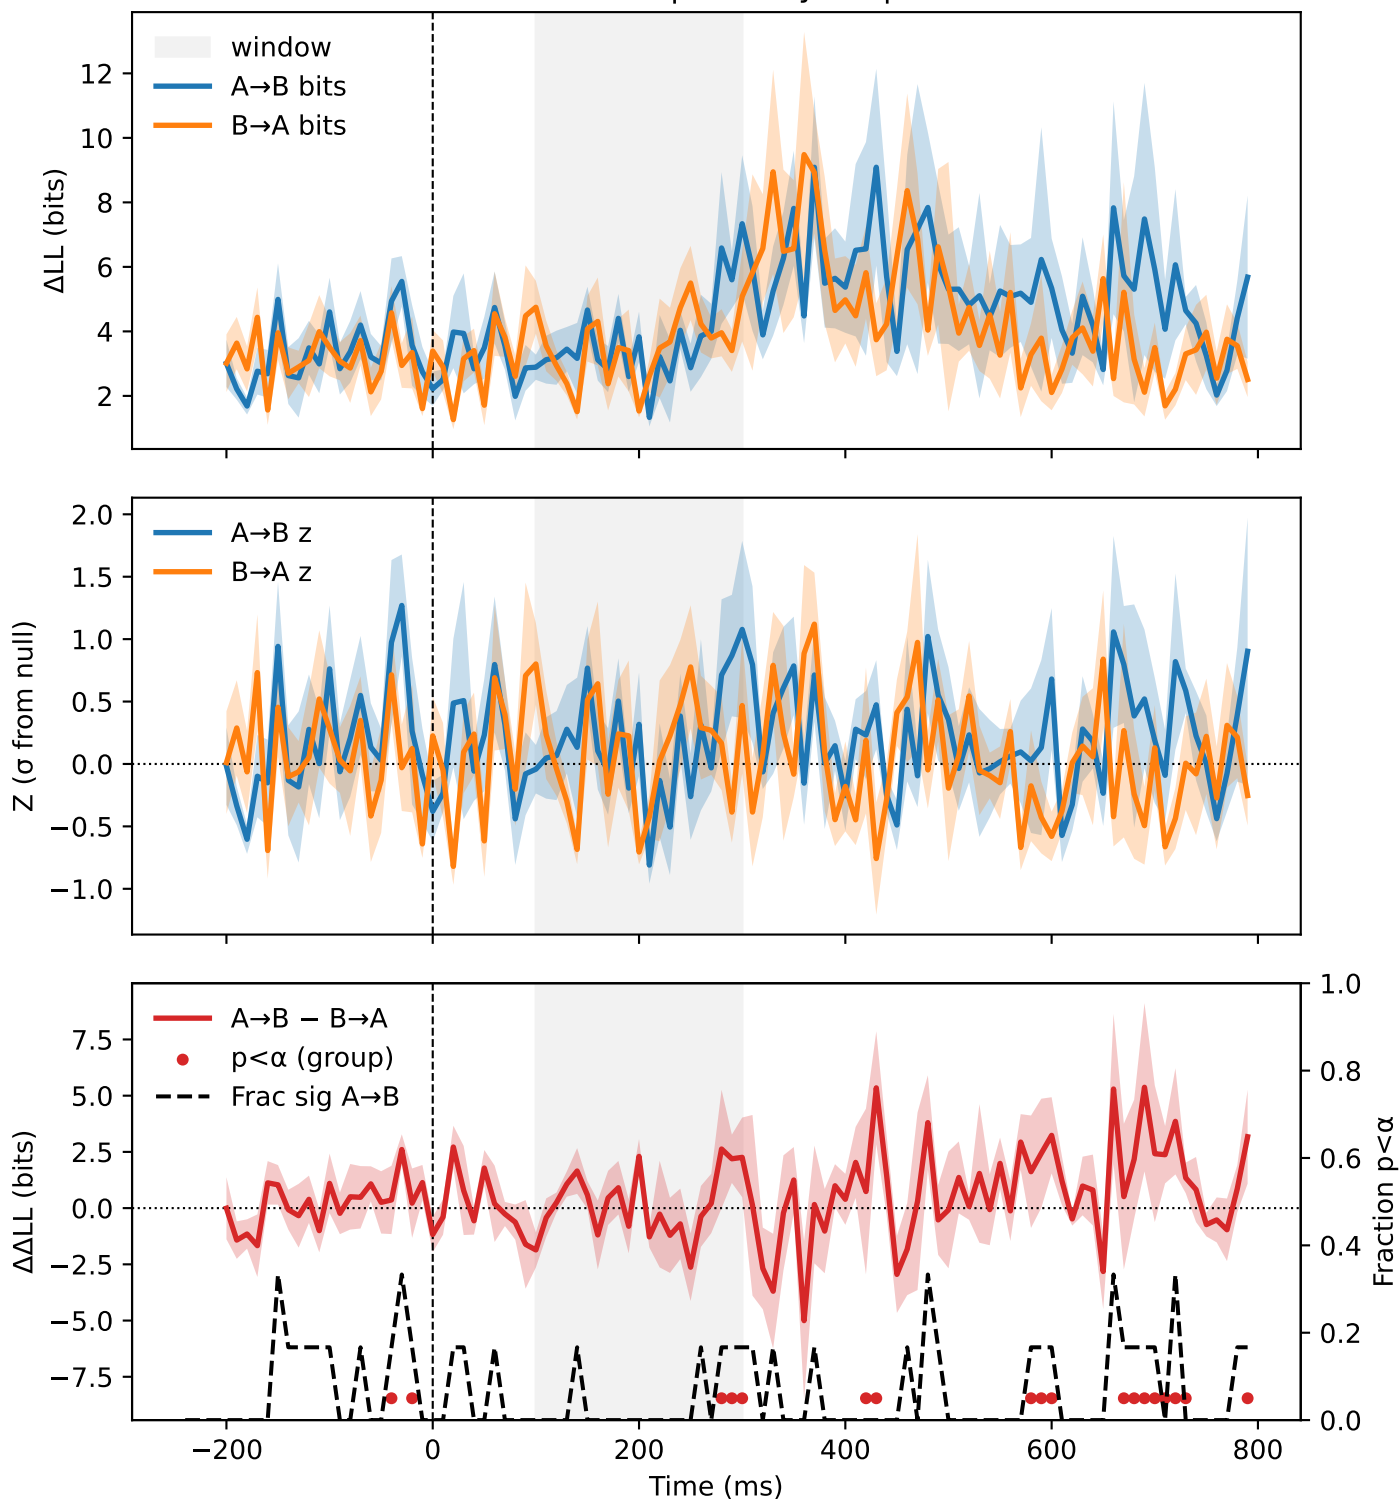 window
A→B bits
B→A bits
ΔLL (bits)
12
10
8
6
4
2
A→B z
B→A z
Z (σ from null)
2.0
1.5
1.0
0.5
0.0
−0.5
−1.0
A→B − B→A
p<α (group)
Frac sig A→B
ΔΔLL (bits)
7.5
5.0
2.5
0.0
−2.5
−5.0
−7.5
1.0
0.8
0.6
0.4
0.2
0.0
Fraction p<α
−200
0
200
400
600
800
Time (ms)